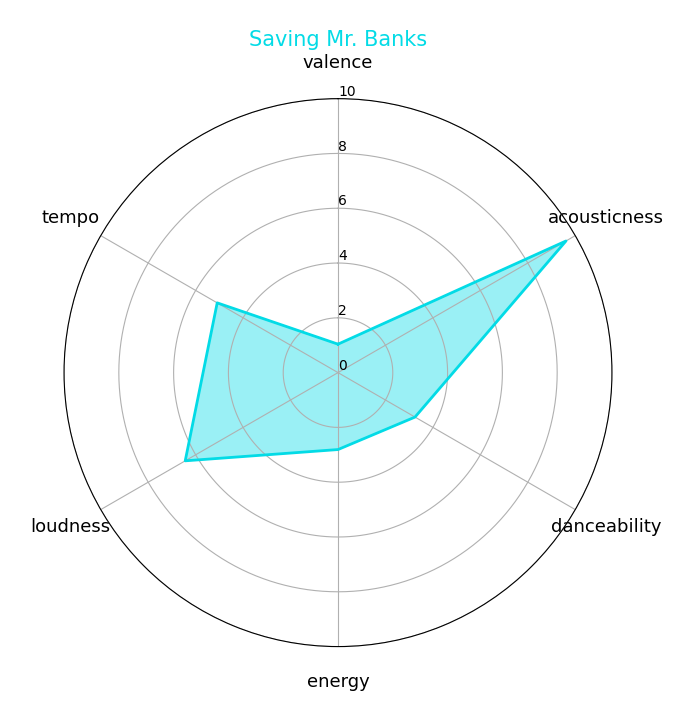 Saving Mr. Banks
valence
10
8
6
4
2
0
tempo
acousticness
loudness
danceability
energy